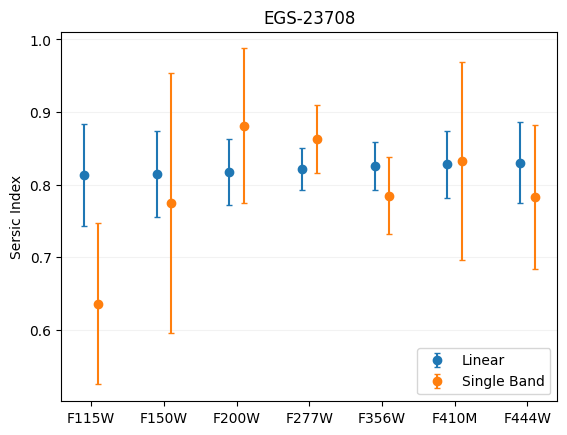 EGS-23708
1.0
0.9
0.8
0.7
0.6
Sersic Index
Linear
Single Band
F115W F150W F200W F277W F356W F410M F444W